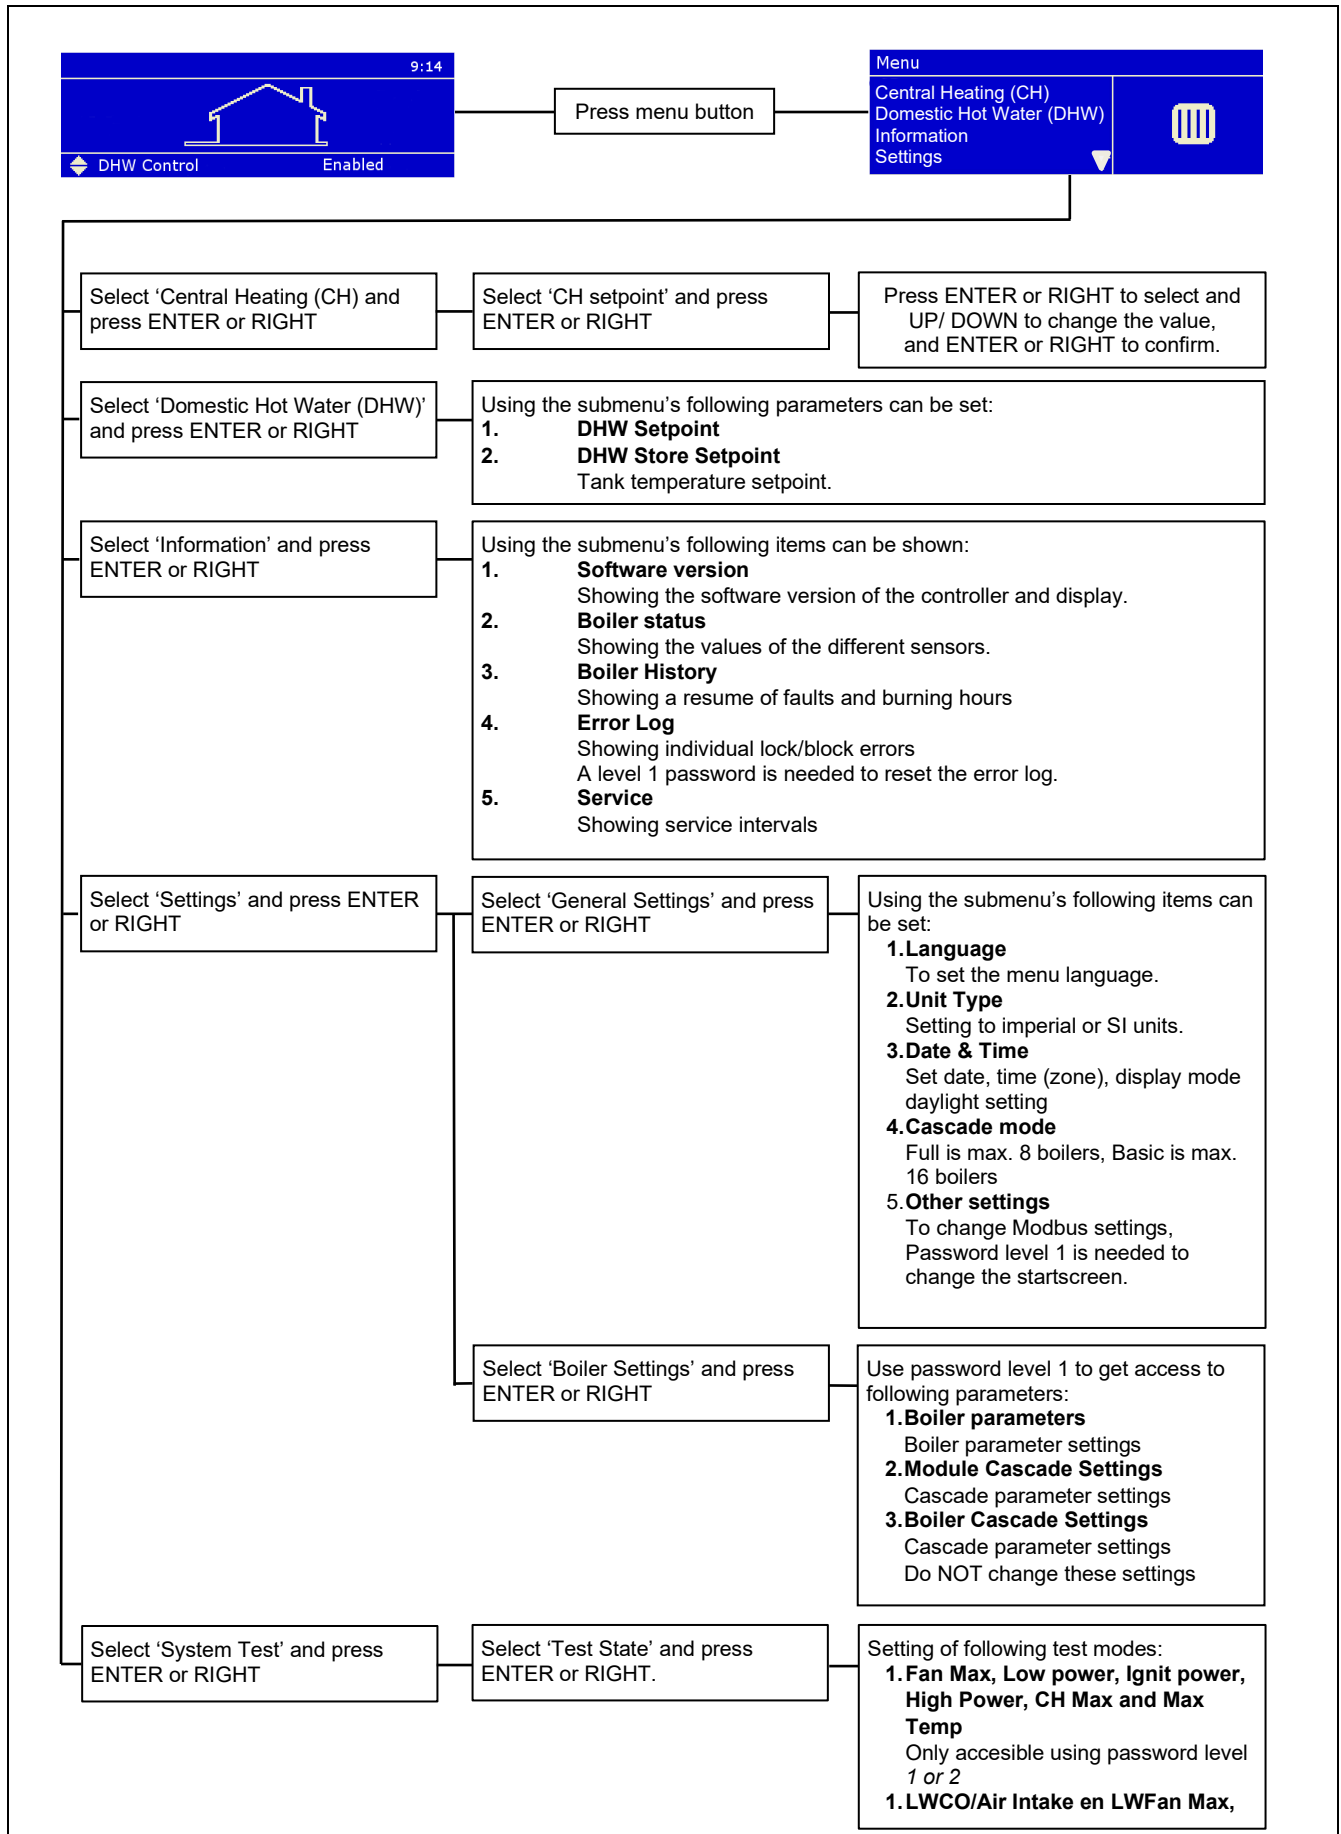 9:14
DHW Control Enabled
Press menu button
Menu
Central Heating (CH)
Domestic Hot Water (DHW)
Information
Settings
Select ‘Central Heating (CH) and
press ENTER or RIGHT
Select ‘CH setpoint’ and press
ENTER or RIGHT
Press ENTER or RIGHT to select and
UP/ DOWN to change the value,
and ENTER or RIGHT to confirm.
Select ‘Domestic Hot Water (DHW)’
and press ENTER or RIGHT
Using the submenu’s following parameters can be set:
1. DHW Setpoint
2. DHW Store Setpoint
Tank temperature setpoint.
Select ‘Information’ and press
ENTER or RIGHT
Using the submenu’s following items can be shown:
1. Software version
Showing the software version of the controller and display.
2. Boiler status
Showing the values of the different sensors.
3. Boiler History
Showing a resume of faults and burning hours
4. Error Log
Showing individual lock/block errors
A level 1 password is needed to reset the error log.
5. Service
Showing service intervals
Select ‘Settings’ and press ENTER
or RIGHT
Select ‘General Settings’ and press
ENTER or RIGHT
Using the submenu’s following items can
be set:
1.Language
To set the menu language.
2.Unit Type
Setting to imperial or SI units.
3.Date & Time
Set date, time (zone), display mode
daylight setting
4.Cascade mode
Full is max. 8 boilers, Basic is max.
16 boilers
5.Other settings
To change Modbus settings,
Password level 1 is needed to
change the startscreen.
Select ‘Boiler Settings’ and press
ENTER or RIGHT
Use password level 1 to get access to
following parameters:
1.Boiler parameters
Boiler parameter settings
2.Module Cascade Settings
Cascade parameter settings
3.Boiler Cascade Settings
Cascade parameter settings
Do NOT change these settings
Select ‘System Test’ and press
ENTER or RIGHT
Select ‘Test State’ and press
ENTER or RIGHT.
Setting of following test modes:
1.Fan Max, Low power, Ignit power,
High Power, CH Max and Max
Temp
Only accesible using password level
1 or 2
1.LWCO/Air Intake en LWFan Max,